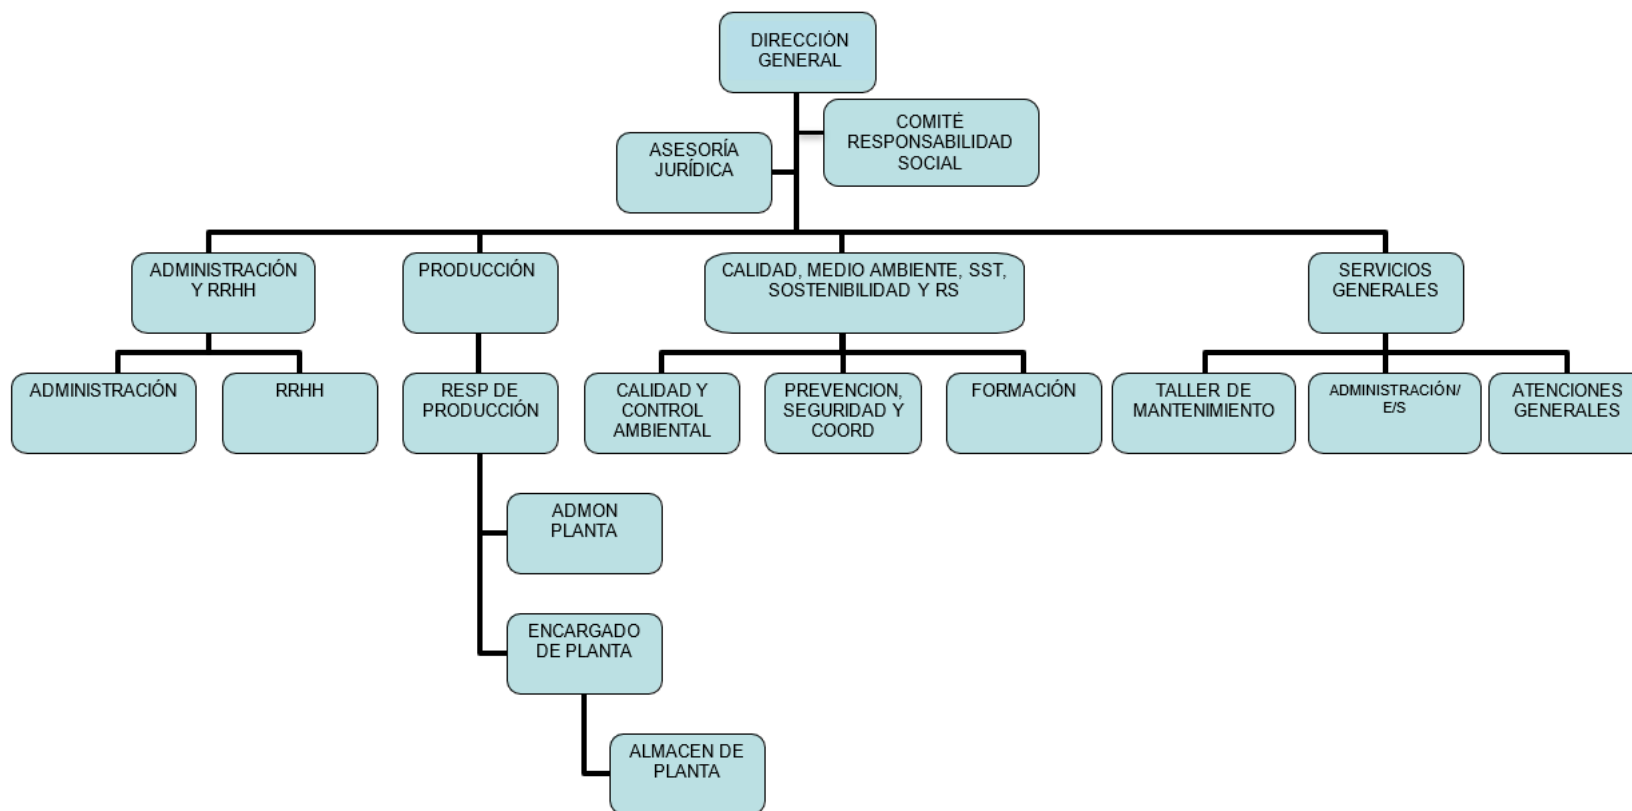 DIRECCIÓN
GENERAL
COMITÉ
RESPONSABILIDAD
SOCIAL
ASESORÍA
JURÍDICA
ADMINISTRACIÓN
Y RRHH
PRODUCCIÓN
CALIDAD, MEDIO AMBIENTE, SST,
SOSTENIBILIDAD Y RS
SERVICIOS
GENERALES
ADMINISTRACIÓN
RRHH
RESP DE
PRODUCCIÓN
CALIDAD Y
CONTROL
AMBIENTAL
PREVENCION,
SEGURIDAD Y
COORD
FORMACIÓN
TALLER DE
MANTENIMIENTO
ADMINISTRACIÓN/
E/S
ATENCIONES
GENERALES
ADMON
PLANTA
ENCARGADO
DE PLANTA
ALMACEN DE
PLANTA